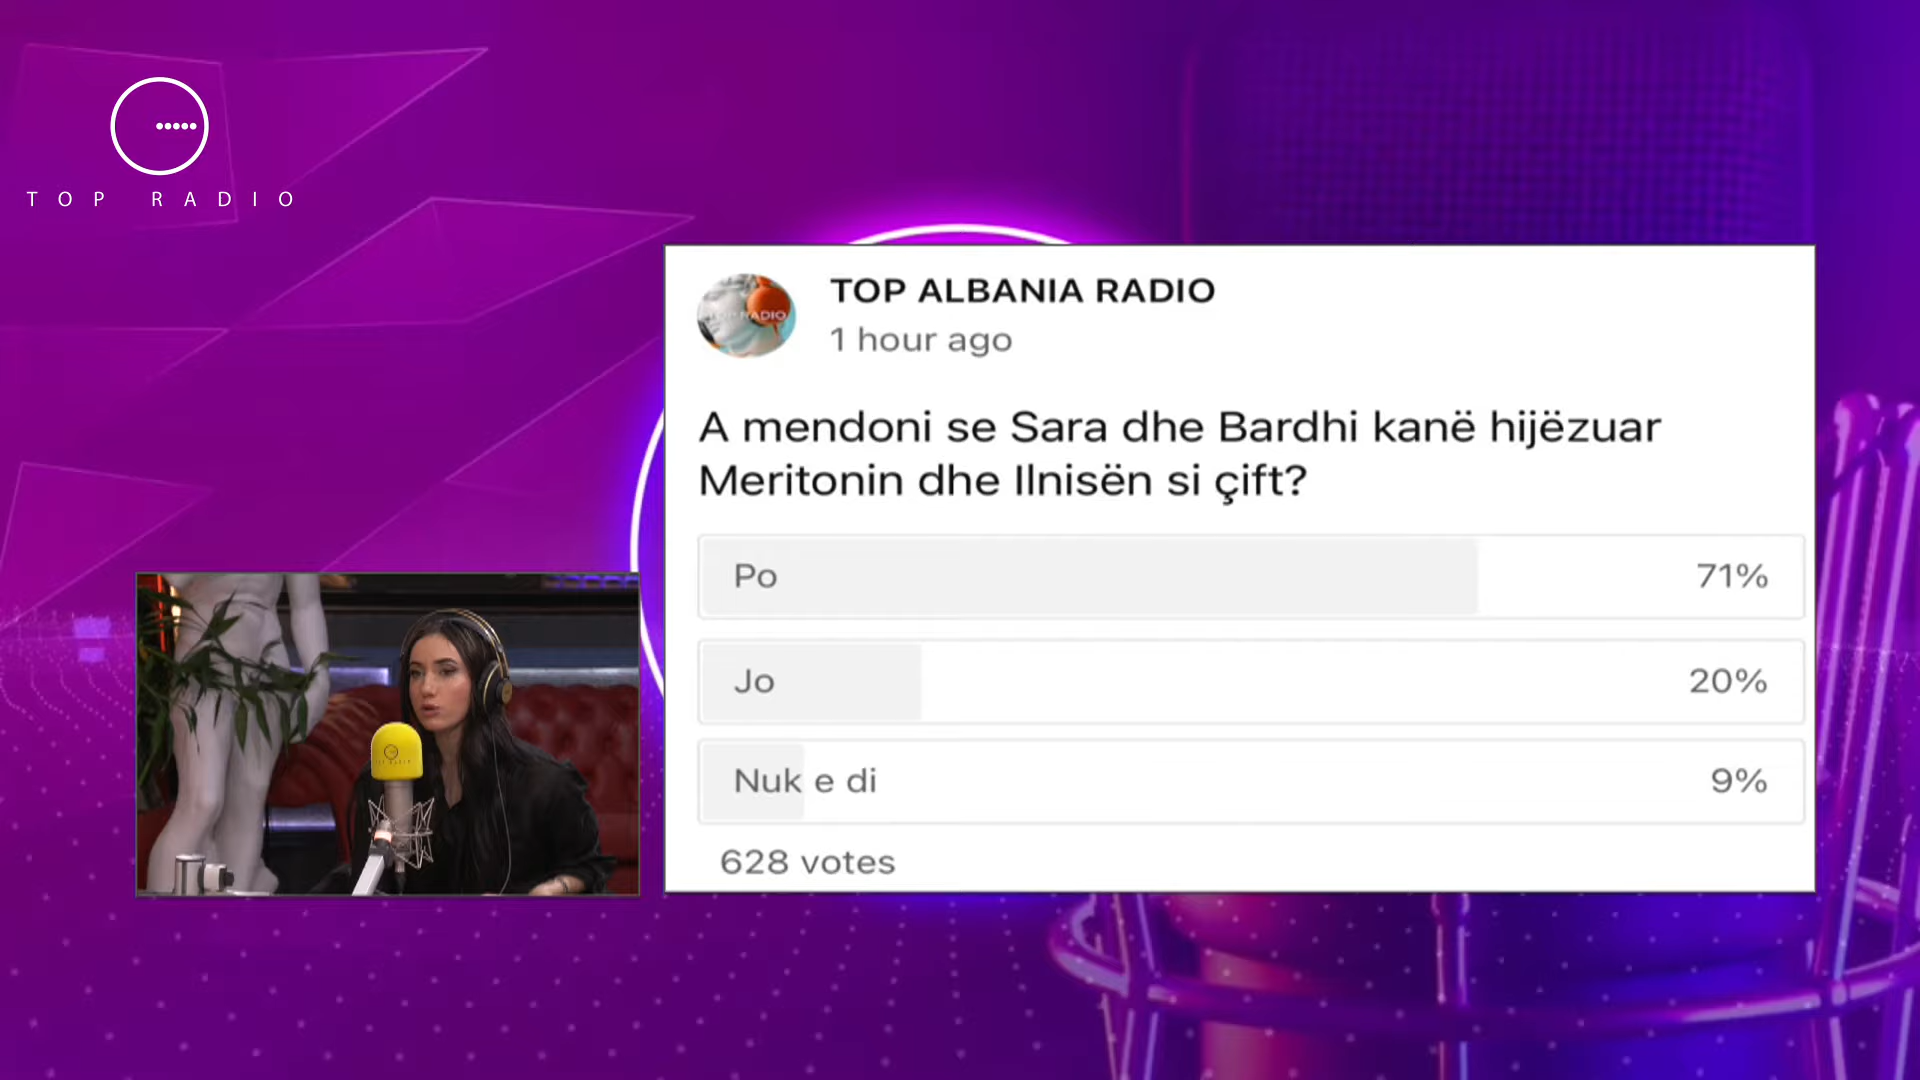 TOP RADIO
TOP ALBANIA RADIO
1 hour ago
A mendoni se Sara dhe Bardhi kanë hijëzuar
Meritonin dhe Ilnisën si çift?
Po 71%
Jo 20%
Nuk e di 9%
628 votes